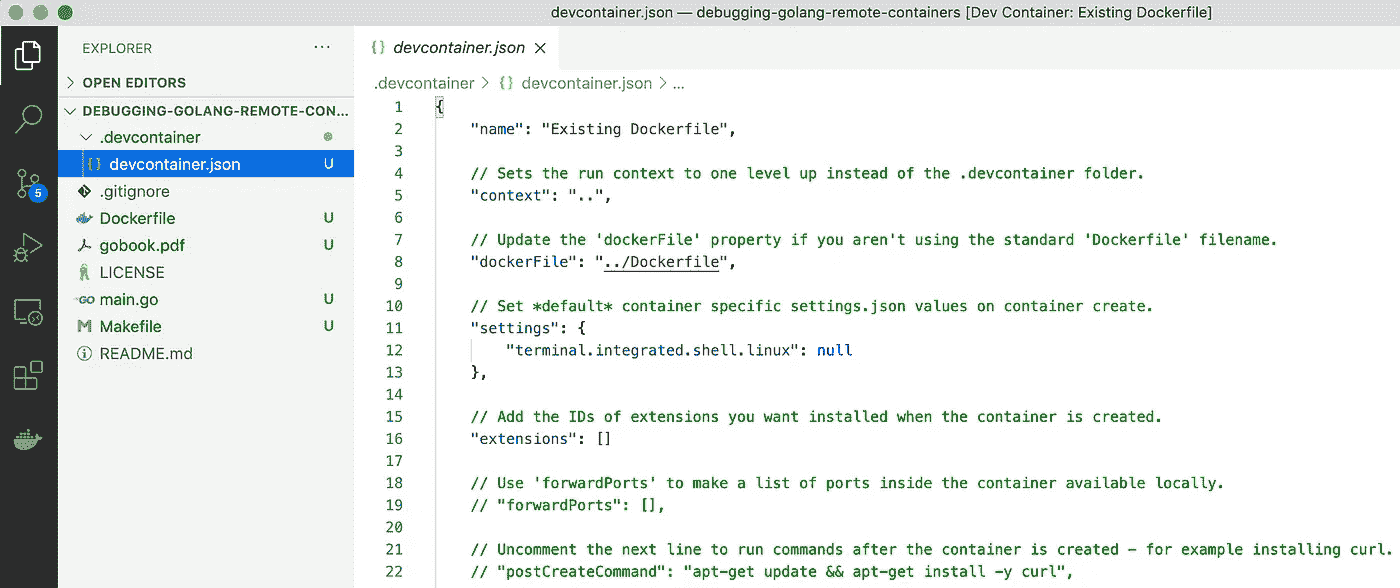 devcontainer.json — debugging-golang-remote-containers [Dev Container: Existing Dockerfile]
EXPLORER
...
OPEN EDITORS
DEBUGGING-GOLANG-REMOTE-CON...
.devcontainer
{} devcontainer.json U
.gitignore
Dockerfile U
gobook.pdf U
LICENSE
GO main.go U
M Makefile U
README.md
5
{} devcontainer.json ×
.devcontainer > {} devcontainer.json > ...
1 {
2 "name": "Existing Dockerfile",
3
4 // Sets the run context to one level up instead of the .devcontainer folder.
5 "context": "..",
6
7 // Update the 'dockerFile' property if you aren't using the standard 'Dockerfile' filename.
8 "dockerFile": "../Dockerfile",
9
10 // Set *default* container specific settings.json values on container create.
11 "settings": {
12 "terminal.integrated.shell.linux": null
13 },
14
15 // Add the IDs of extensions you want installed when the container is created.
16 "extensions": []
17
18 // Use 'forwardPorts' to make a list of ports inside the container available locally.
19 // "forwardPorts": [],
20
21 // Uncomment the next line to run commands after the container is created - for example installing curl.
22 // "postCreateCommand": "apt-get update && apt-get install -y curl",